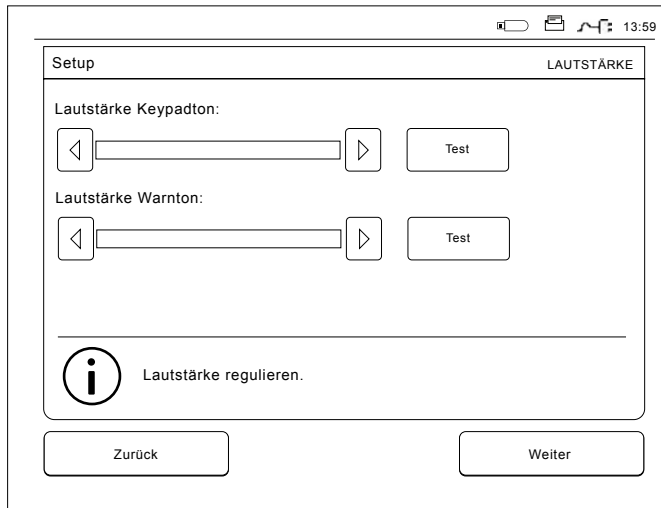 13:59
Setup LAUTSTÄRKE
Lautstärke Keypadton:
Test
Lautstärke Warnton:
Test
Lautstärke regulieren.
Zurück Weiter